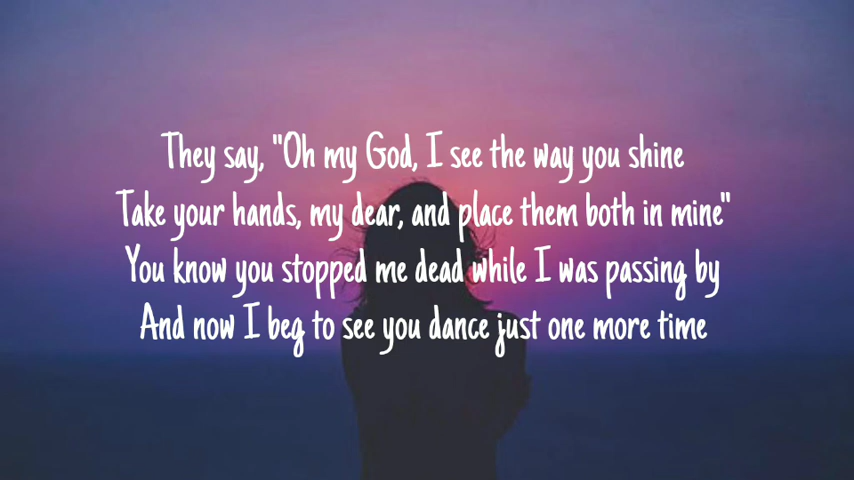 They say, "Oh my God, I see the way you shine
Take your hands, my dear, and place them both in mine"
You know you stopped me dead while I was passing by
And now I beg to see you dance just one more time